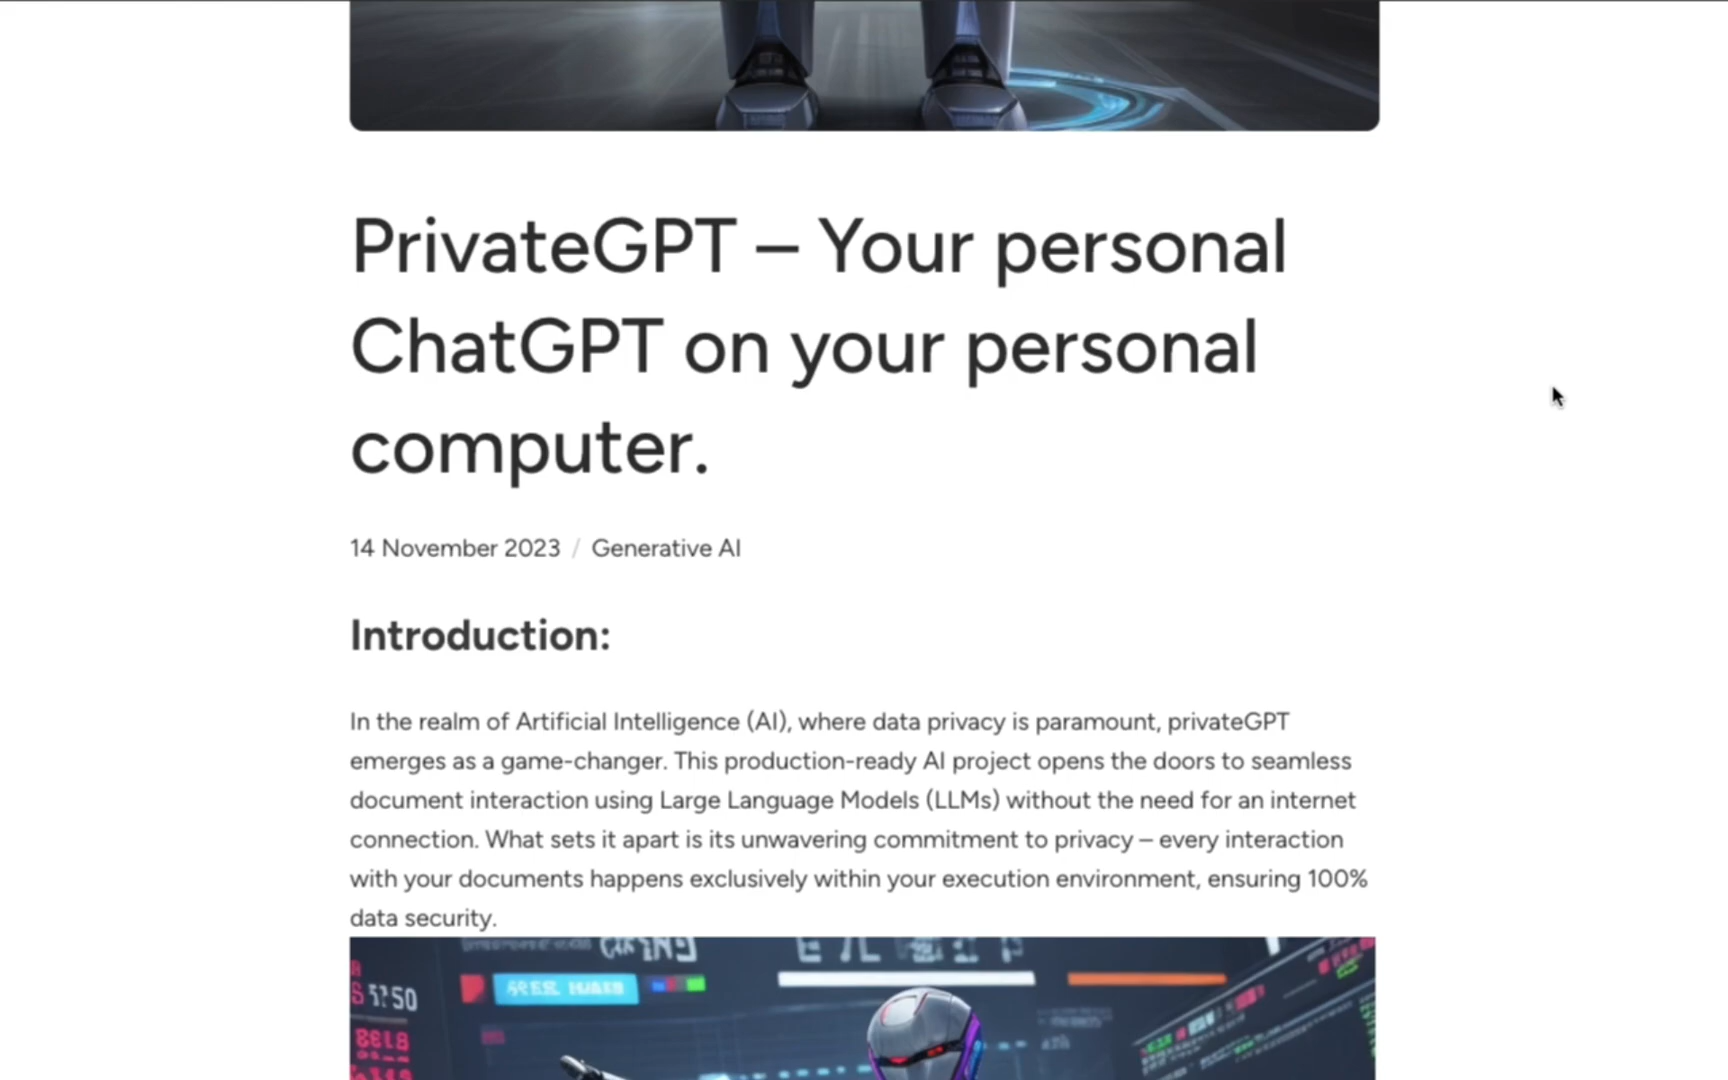 PrivateGPT – Your personal
ChatGPT on your personal
computer.
14 November 2023 / Generative AI
Introduction:
In the realm of Artificial Intelligence (AI), where data privacy is paramount, privateGPT
emerges as a game-changer. This production-ready AI project opens the doors to seamless
document interaction using Large Language Models (LLMs) without the need for an internet
connection. What sets it apart is its unwavering commitment to privacy – every interaction
with your documents happens exclusively within your execution environment, ensuring 100%
data security.